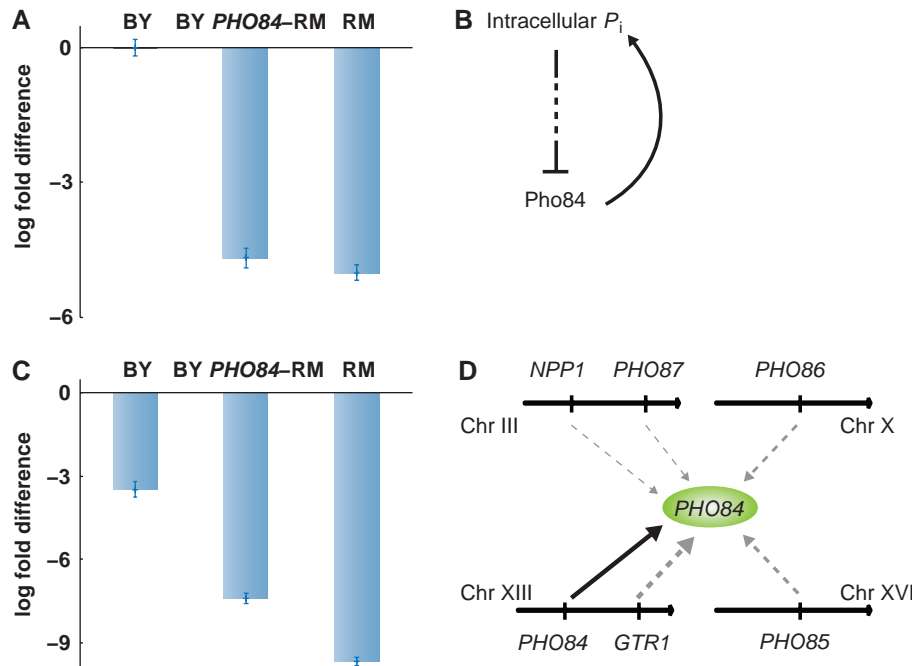 A
BY BY PHO84–RM RM
0
–3
–6
log fold difference
B
Intracellular Pi
Pho84
C
BY BY PHO84–RM RM
0
–3
–6
–9
log fold difference
D
NPP1 PHO87 PHO86
Chr III Chr X
PHO84
Chr XIII Chr XVI
PHO84 GTR1 PHO85